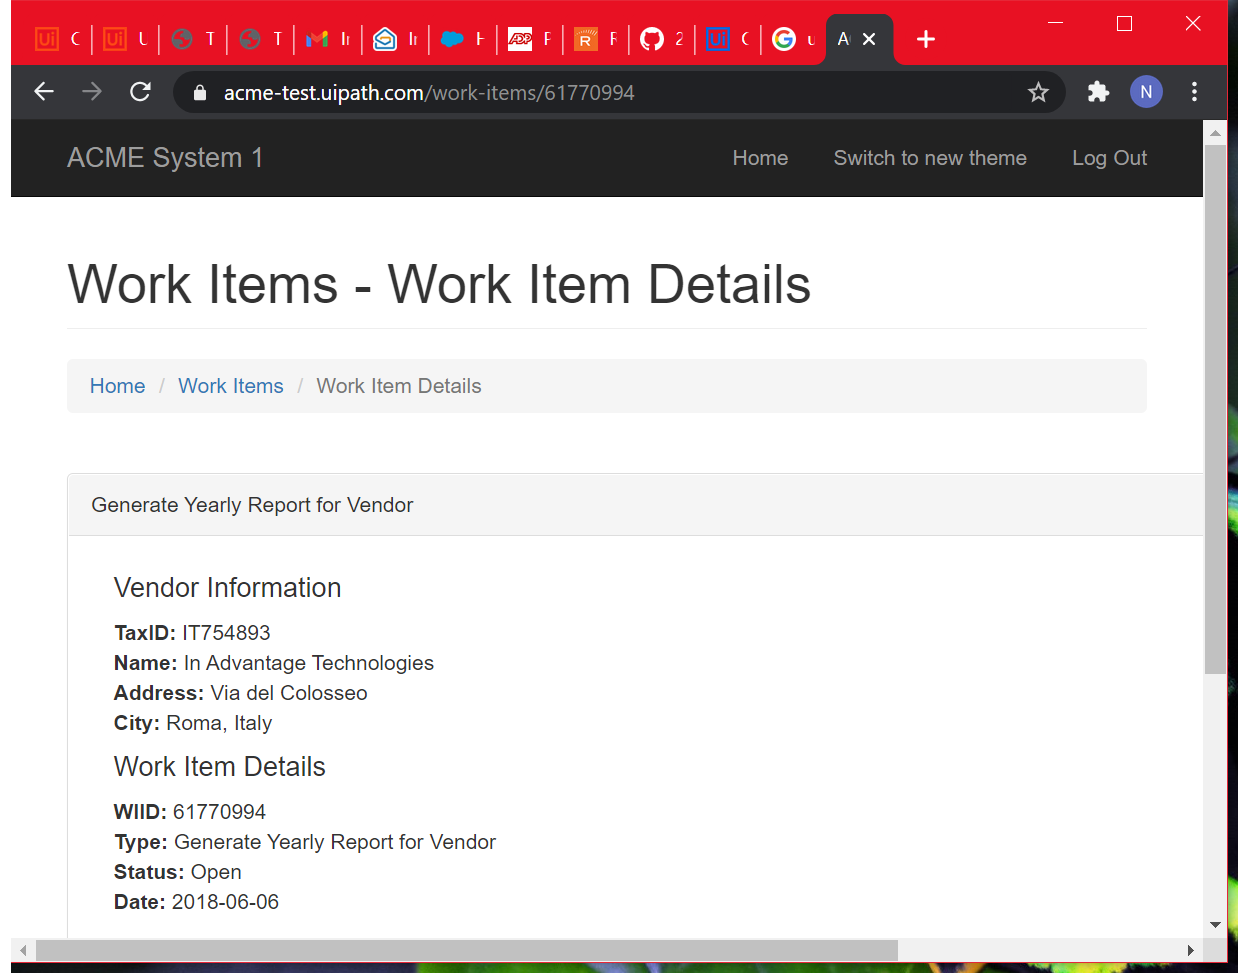 Ui C Ui U T T Ir Ir F ADP F R F 2 Ui C G u A
acme-test.uipath.com/work-items/61770994 N
ACME System 1 Home Switch to new theme Log Out
Work Items - Work Item Details
Home / Work Items / Work Item Details
Generate Yearly Report for Vendor
Vendor Information
TaxID: IT754893
Name: In Advantage Technologies
Address: Via del Colosseo
City: Roma, Italy
Work Item Details
WIID: 61770994
Type: Generate Yearly Report for Vendor
Status: Open
Date: 2018-06-06